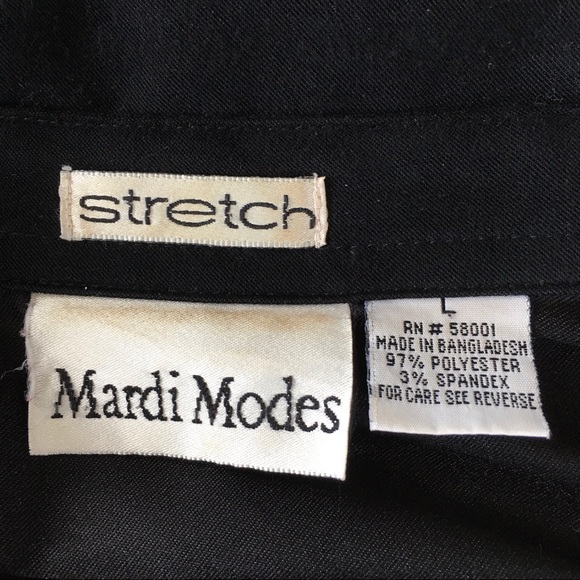 stretch
Mardi Modes
L
RN # 58001
MADE IN BANGLADESH
97% POLYESTER
3% SPANDEX
FOR CARE SEE REVERSE